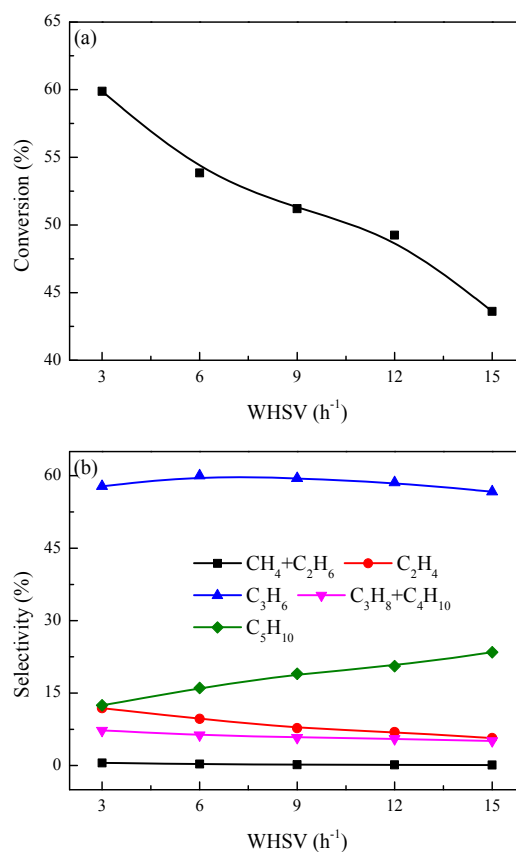 (a)
65
60
55
50
45
40
Conversion (%)
3 6 9 12 15
WHSV (h⁻¹)
(b)
60
45
30
15
0
Selectivity (%)
CH₄+C₂H₆ C₂H₄
C₃H₆ C₃H₈+C₄H₁₀
C₅H₁₀
3 6 9 12 15
WHSV (h⁻¹)